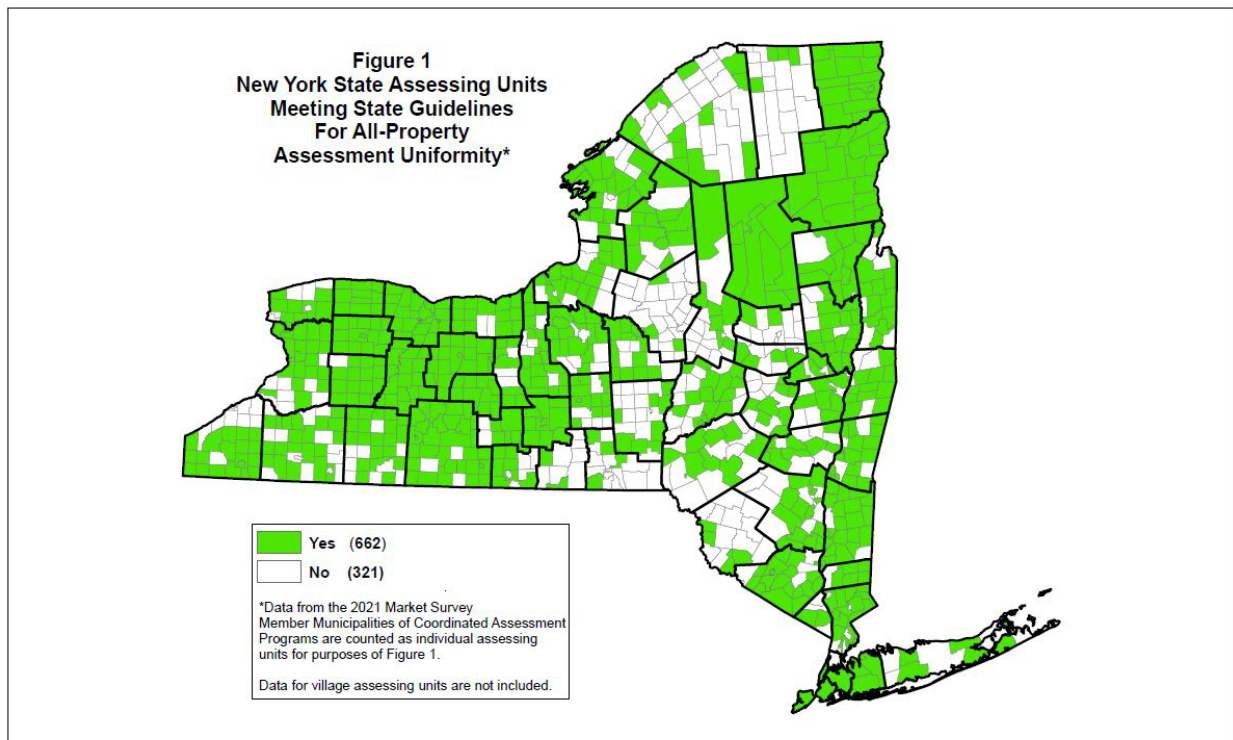 Figure 1
New York State Assessing Units
Meeting State Guidelines
For All-Property
Assessment Uniformity*
Yes (662)
No (321)
*Data from the 2021 Market Survey
Member Municipalities of Coordinated Assessment
Programs are counted as individual assessing
units for purposes of Figure 1.
Data for village assessing units are not included.